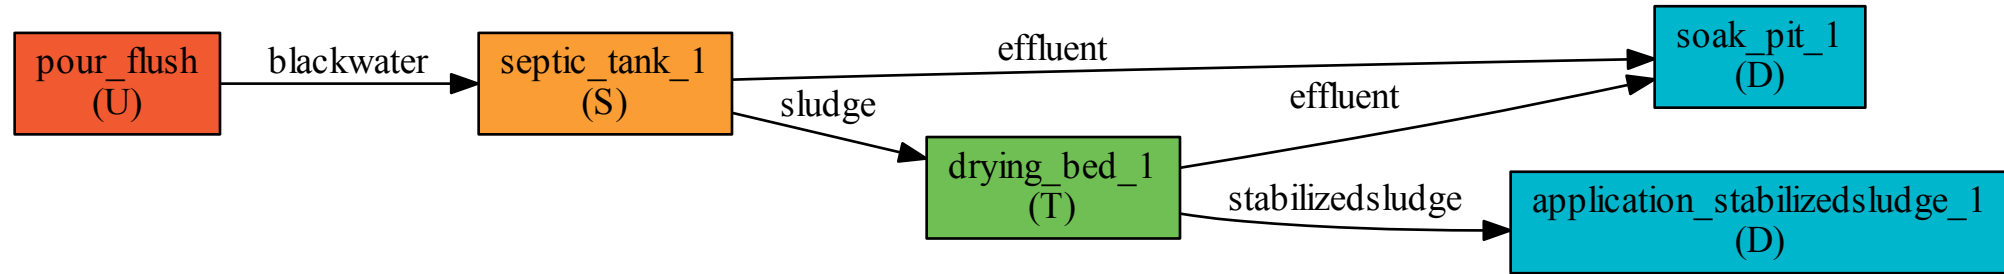 pour_flush
(U)
blackwater
septic_tank_1
(S)
effluent
sludge
drying_bed_1
(T)
effluent
stabilizedsludge
soak_pit_1
(D)
application_stabilizedsludge_1
(D)